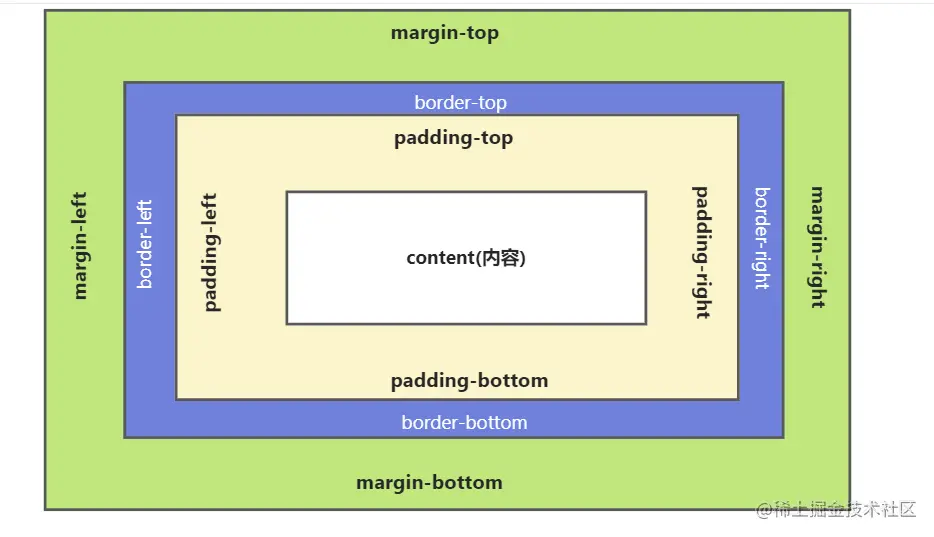 margin-top
border-top
padding-top
margin-left
border-left
padding-left
content(内容)
padding-right
border-right
margin-right
padding-bottom
border-bottom
margin-bottom
@稀土掘金技术社区